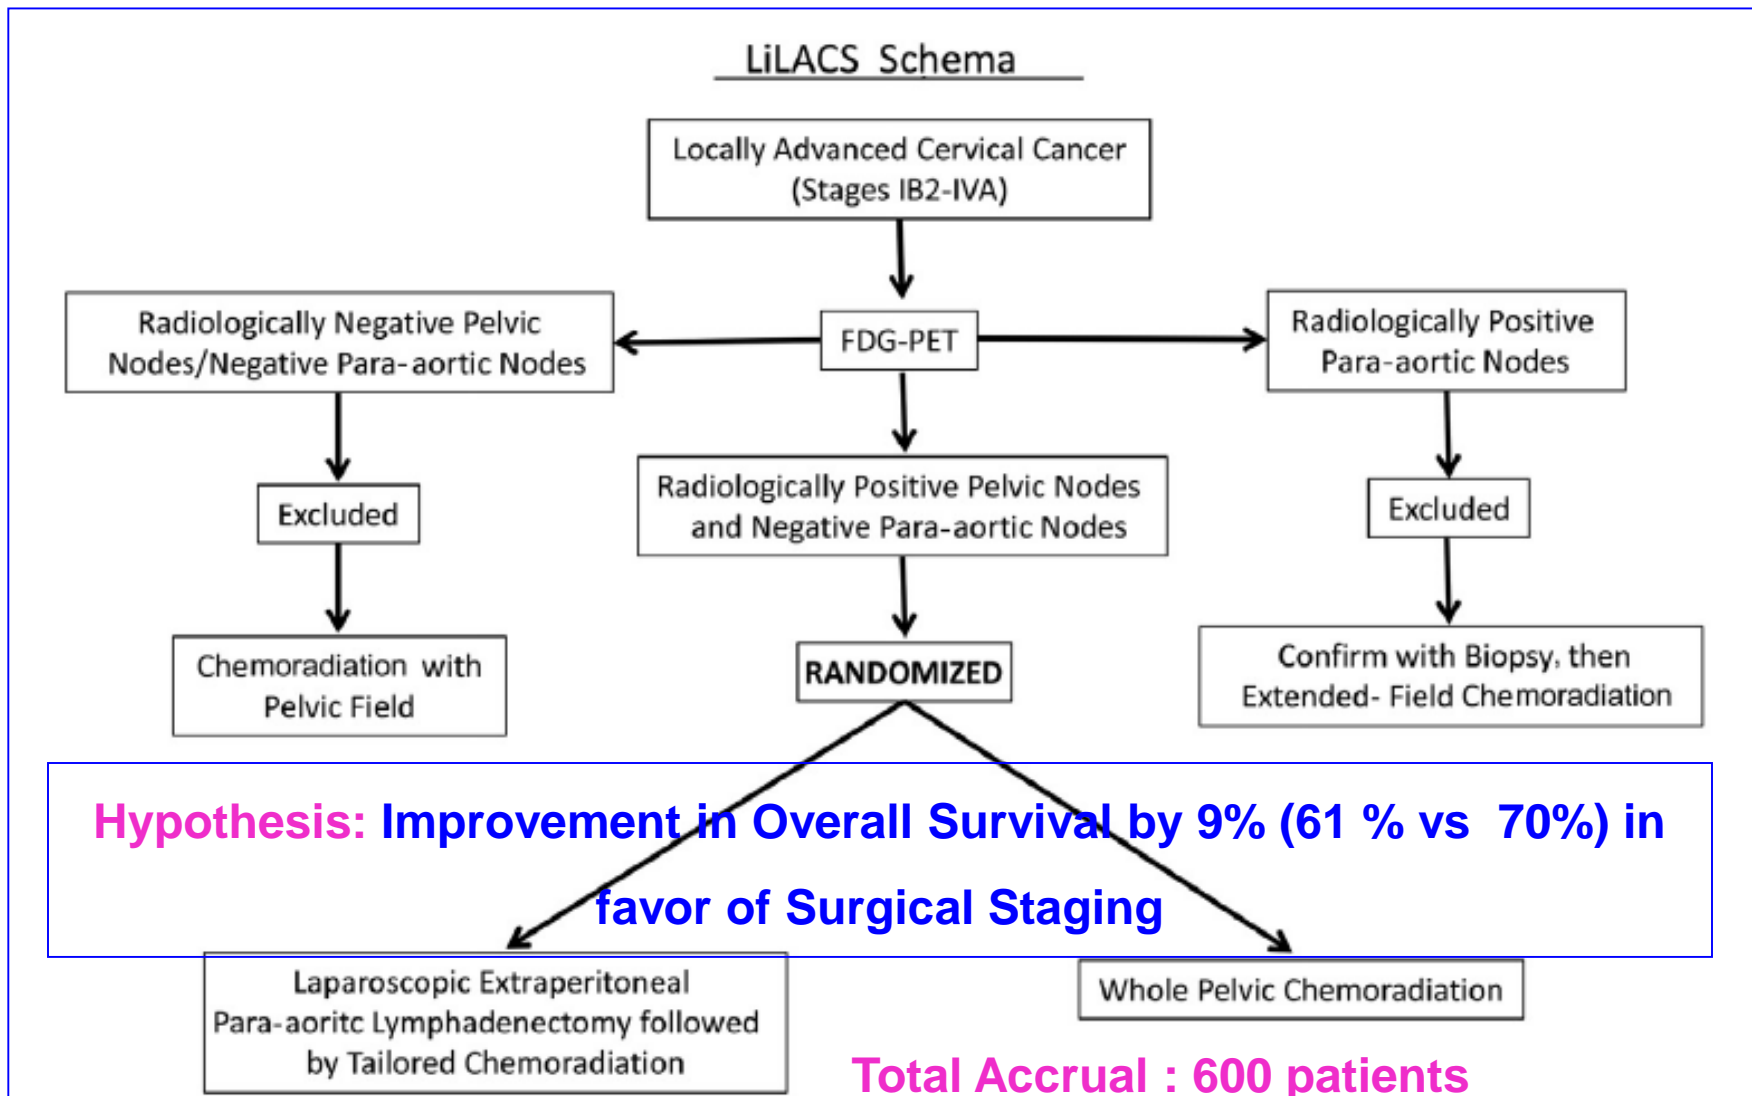 LiLACS Schema
Locally Advanced Cervical Cancer
(Stages IB2-IVA)
Radiologically Negative Pelvic
Nodes/Negative Para-aortic Nodes
FDG-PET
Radiologically Positive
Para-aortic Nodes
Excluded
Radiologically Positive Pelvic Nodes
and Negative Para-aortic Nodes
Excluded
Chemoradiation with
Pelvic Field
RANDOMIZED
Confirm with Biopsy, then
Extended- Field Chemoradiation
Hypothesis: Improvement in Overall Survival by 9% (61 % vs 70%) in
favor of Surgical Staging
Laparoscopic Extraperitoneal
Para-aoritc Lymphadenectomy followed
by Tailored Chemoradiation
Whole Pelvic Chemoradiation
Total Accrual : 600 patients